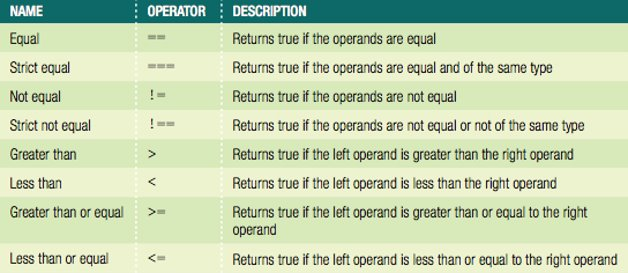 NAME OPERATOR DESCRIPTION
Equal == Returns true if the operands are equal
Strict equal === Returns true if the operands are equal and of the same type
Not equal != Returns true if the operands are not equal
Strict not equal !== Returns true if the operands are not equal or not of the same type
Greater than > Returns true if the left operand is greater than the right operand
Less than < Returns true if the left operand is less than the right operand
Greater than or equal >= Returns true if the left operand is greater than or equal to the right
operand
Less than or equal <= Returns true if the left operand is less than or equal to the right operand